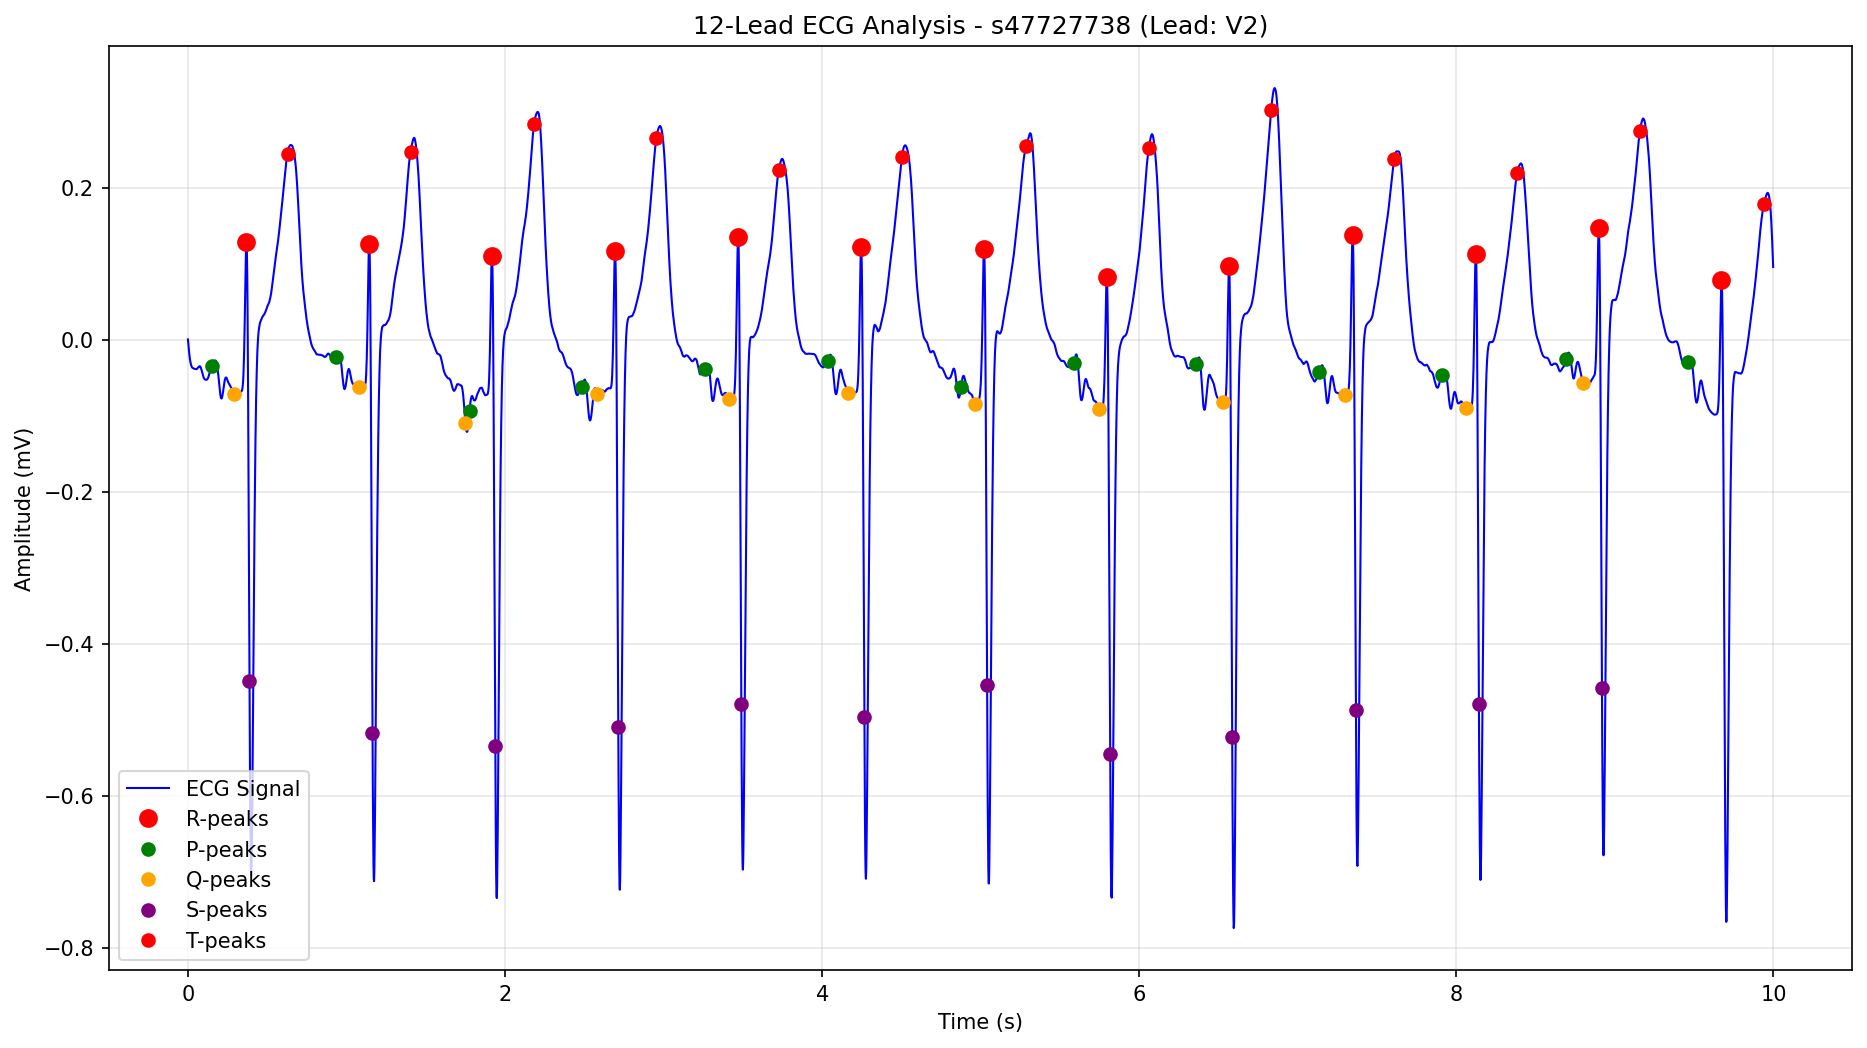 12-Lead ECG Analysis - s47727738 (Lead: V2)
Amplitude (mV)
0.2
0.0
−0.2
−0.4
−0.6
−0.8
ECG Signal
R-peaks
P-peaks
Q-peaks
S-peaks
T-peaks
0 2 4 6 8 10
Time (s)